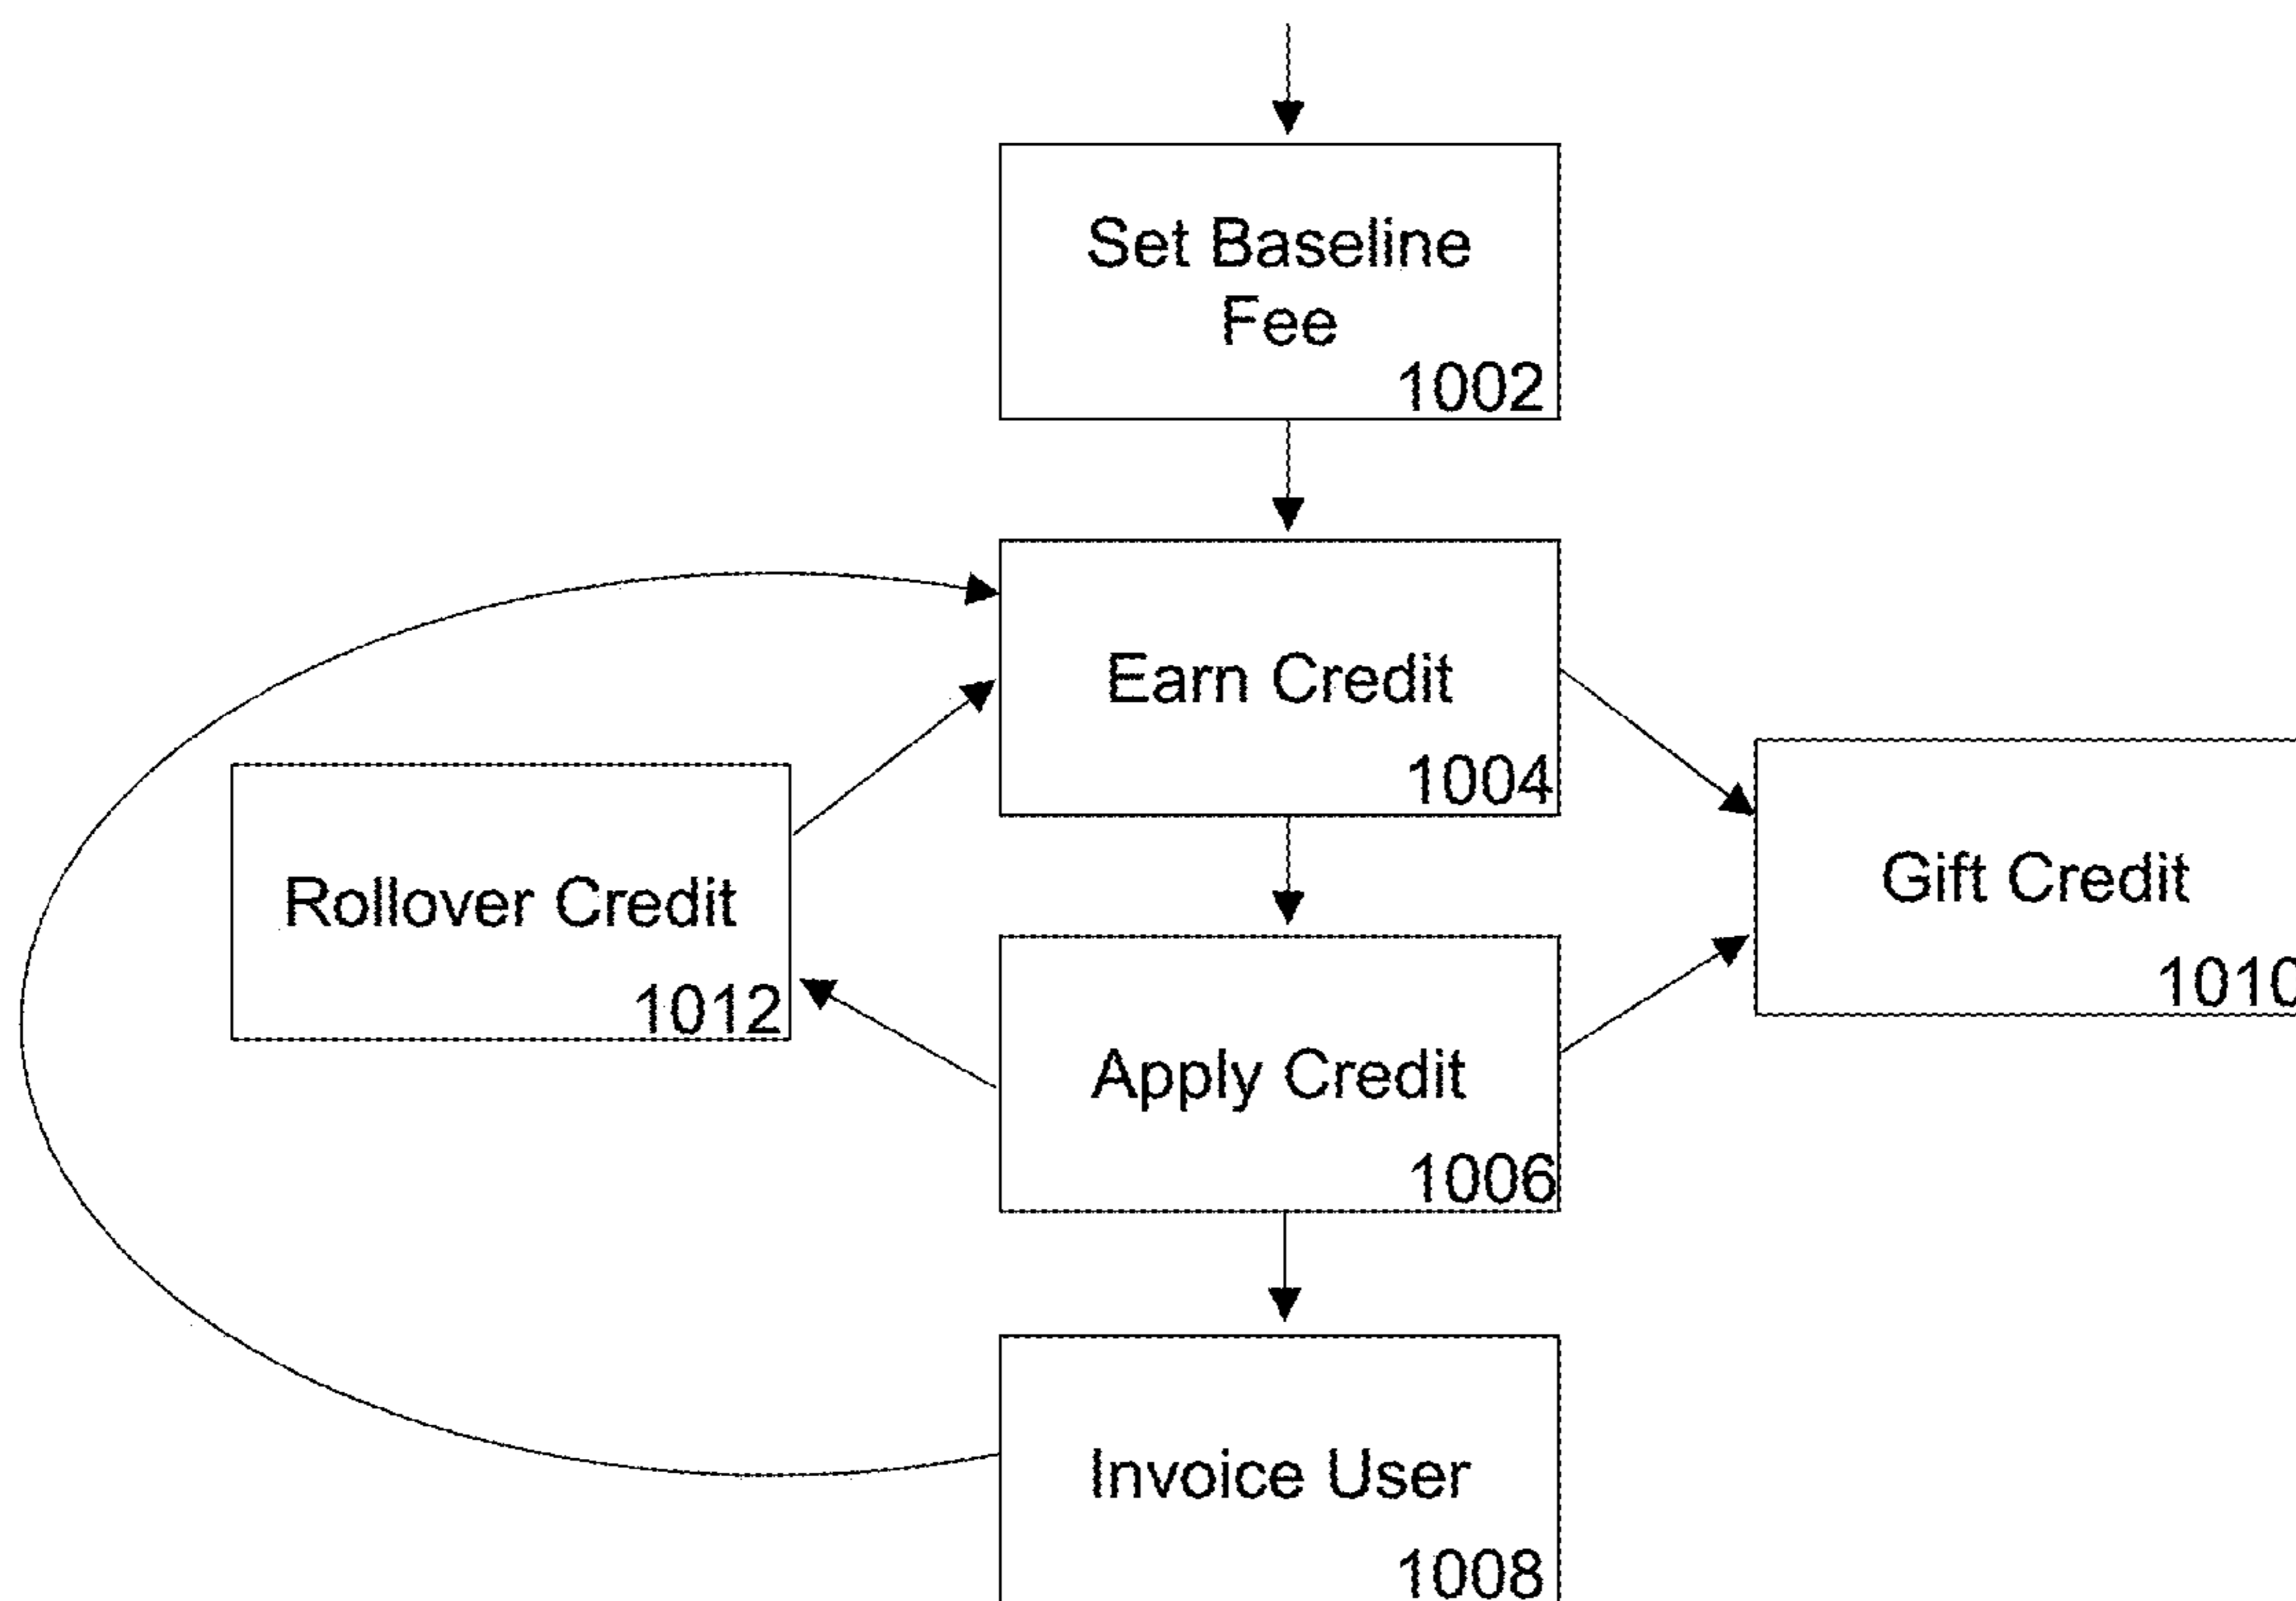 Set Baseline
Fee
1002
Earn Credit
1004
Rollover Credit
1012
Gift Credit
1010
Apply Credit
1006
Invoice User
1008